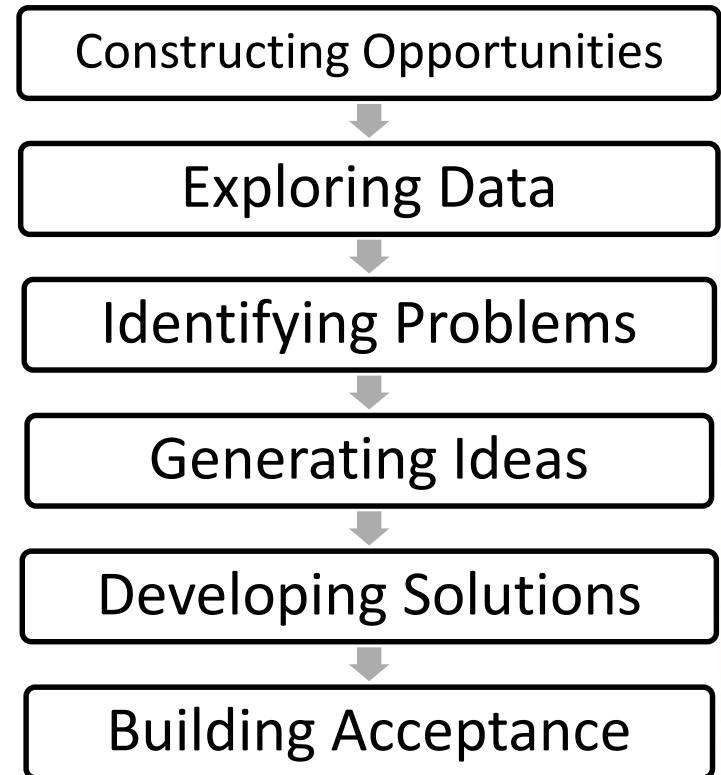 Constructing Opportunities
Exploring Data
Identifying Problems
Generating Ideas
Developing Solutions
Building Acceptance